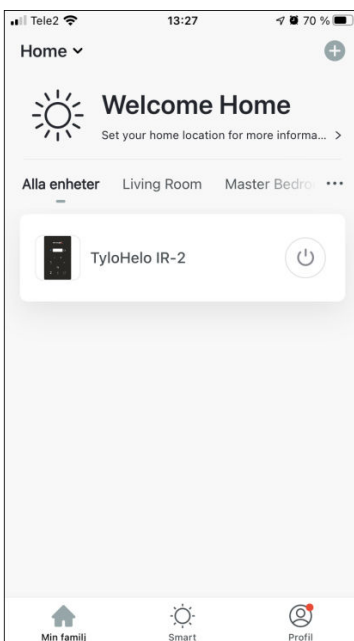 Tele2 13:27 70 %
Home
Welcome Home
Set your home location for more informa...
Alla enheter Living Room Master Bedro
TyloHelo IR-2
Min familj Smart Profil